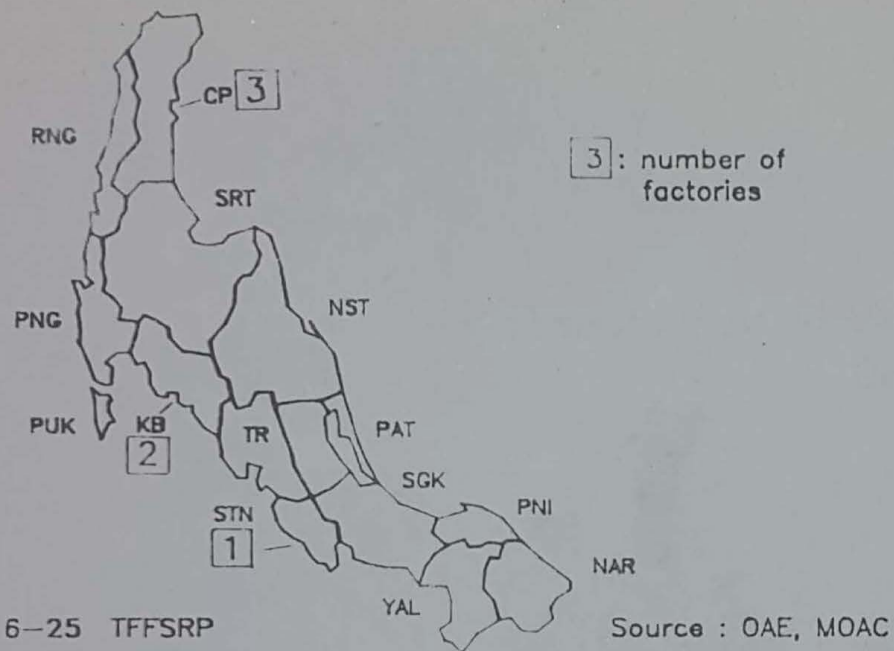 CP 3
RNG
3 : number of
factories
SRT
NST
PNG
PUK
KB
2
TR
PAT
SGK
STN
1
PNI
NAR
YAL
6-25 TFFSRP
Source : OAE, MOAC